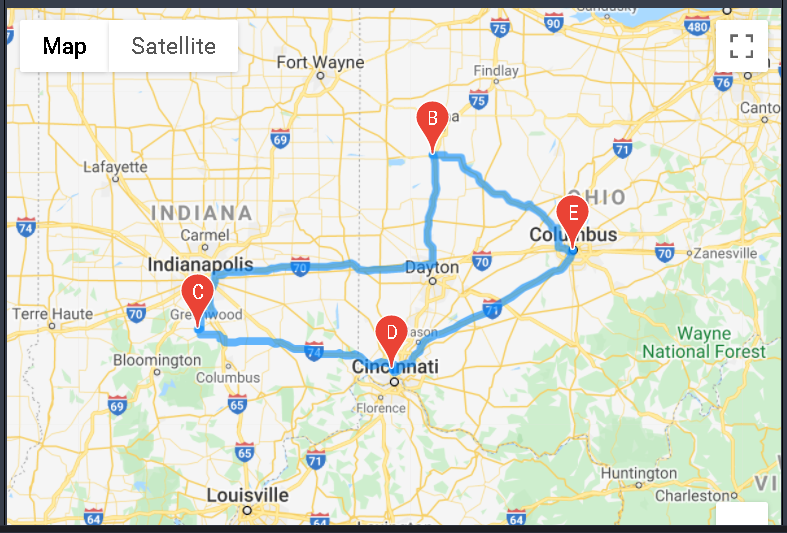 Map
Satellite
Sandusky
75
90
480
Fort Wayne
Findlay
75
76
Canto
B
69
71
Lafayette
INDIANA
Carmel
OHIO
E
Columbus
74
Indianapolis
70
Dayton
70
70
Zanesville
C
Greenwood
Terre Haute
70
71
D
ason
Wayne
National Forest
74
Cincinnati
Bloomington
Columbus
69
65
Florence
65
71
Louisville
Huntington
Charleston
VI
64
64
64